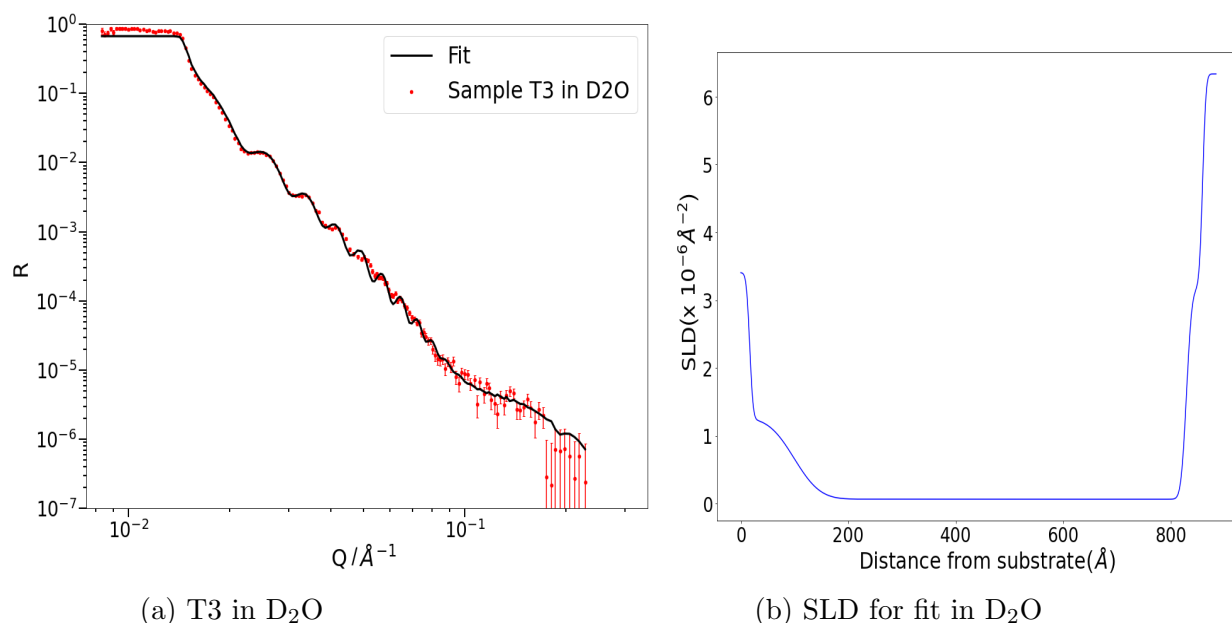 10^0
10^-1
10^-2
10^-3
10^-4
10^-5
10^-6
10^-7
R
Fit
Sample T3 in D2O
10^-2
10^-1
Q/Å^-1
(a) T3 in D₂O
6
5
4
3
2
1
0
SLD(x 10^-6Å^-2)
0
200
400
600
800
Distance from substrate(Å)
(b) SLD for fit in D₂O